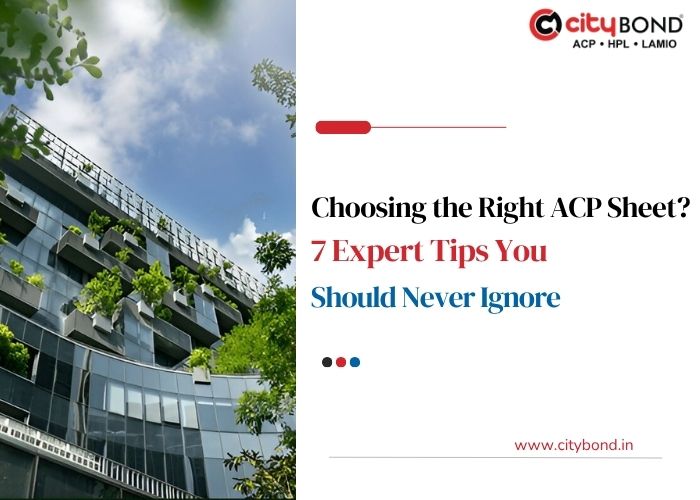 cityBOND®
ACP • HPL • LAMIO
Choosing the Right ACP Sheet?
7 Expert Tips You
Should Never Ignore
www.citybond.in